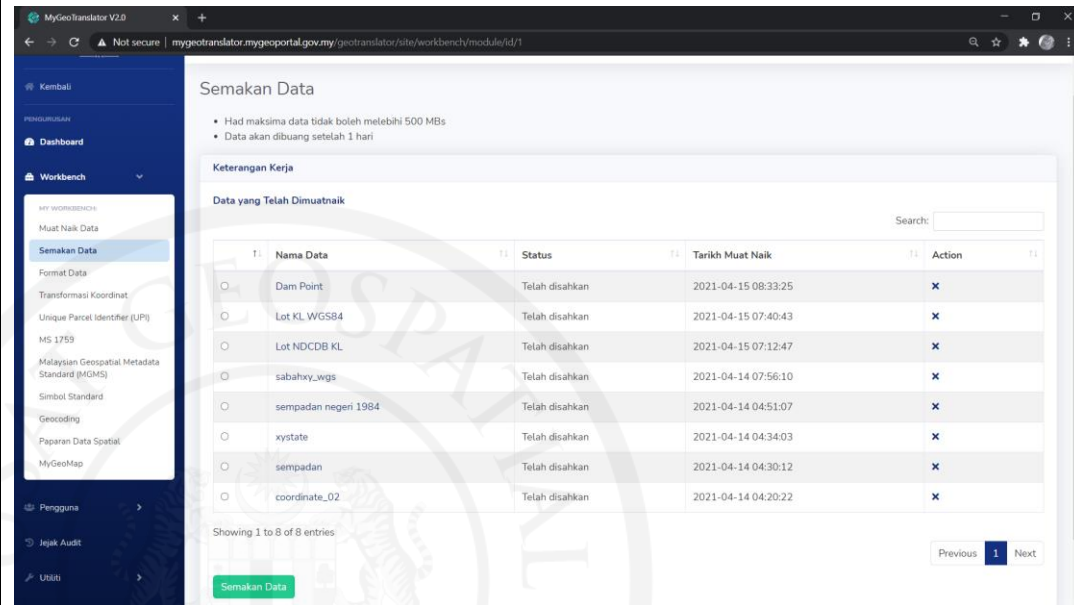 MyGeoTranslator V2.0
Not secure | mygeotranslator.mygeoportal.gov.my/geotranslator/site/workbench/module/id/1
Kembali
PENGURUSAN
Dashboard
Workbench
MY WORKBENCH:
Muat Naik Data
Semakan Data
Format Data
Transformasi Koordinat
Unique Parcel Identifier (UPI)
MS 1759
Malaysian Geospatial Metadata
Standard (MGMS)
Simbol Standard
Geocoding
Paparan Data Spatial
MyGeoMap
Pengguna
Jejak Audit
Utiliti
Semakan Data
• Had maksima data tidak boleh melebihi 500 MBs
• Data akan dibuang setelah 1 hari
Keterangan Kerja
Data yang Telah Dimuatnaik
Search:
Nama Data Status Tarikh Muat Naik Action
Dam Point Telah disahkan 2021-04-15 08:33:25
Lot KL WGS84 Telah disahkan 2021-04-15 07:40:43
Lot NDCDB KL Telah disahkan 2021-04-15 07:12:47
sabahxy_wgs Telah disahkan 2021-04-14 07:56:10
sempadan negeri 1984 Telah disahkan 2021-04-14 04:51:07
xystate Telah disahkan 2021-04-14 04:34:03
sempadan Telah disahkan 2021-04-14 04:30:12
coordinate_02 Telah disahkan 2021-04-14 04:20:22
Showing 1 to 8 of 8 entries
Previous 1 Next
Semakan Data
GEOSPATIAL